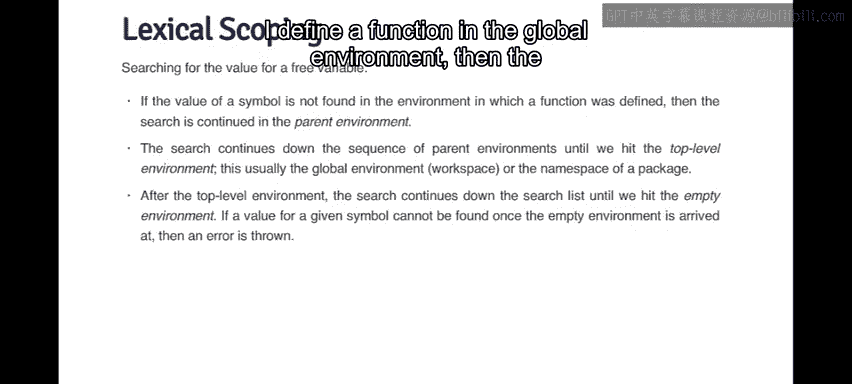 GPT中英字幕课程资源@bilibili.com
Lexical Scoping
I define a function in the global
environment, then the
Searching for the value for a free variable:
· If the value of a symbol is not found in the environment in which a function was defined, then the
search is continued in the parent environment.
· The search continues down the sequence of parent environments until we hit the top-level
environment; this usually the global environment (workspace) or the namespace of a package.
· After the top-level environment, the search continues down the search list until we hit the empty
environment. If a value for a given symbol cannot be found once the empty environment is arrived
at, then an error is thrown.